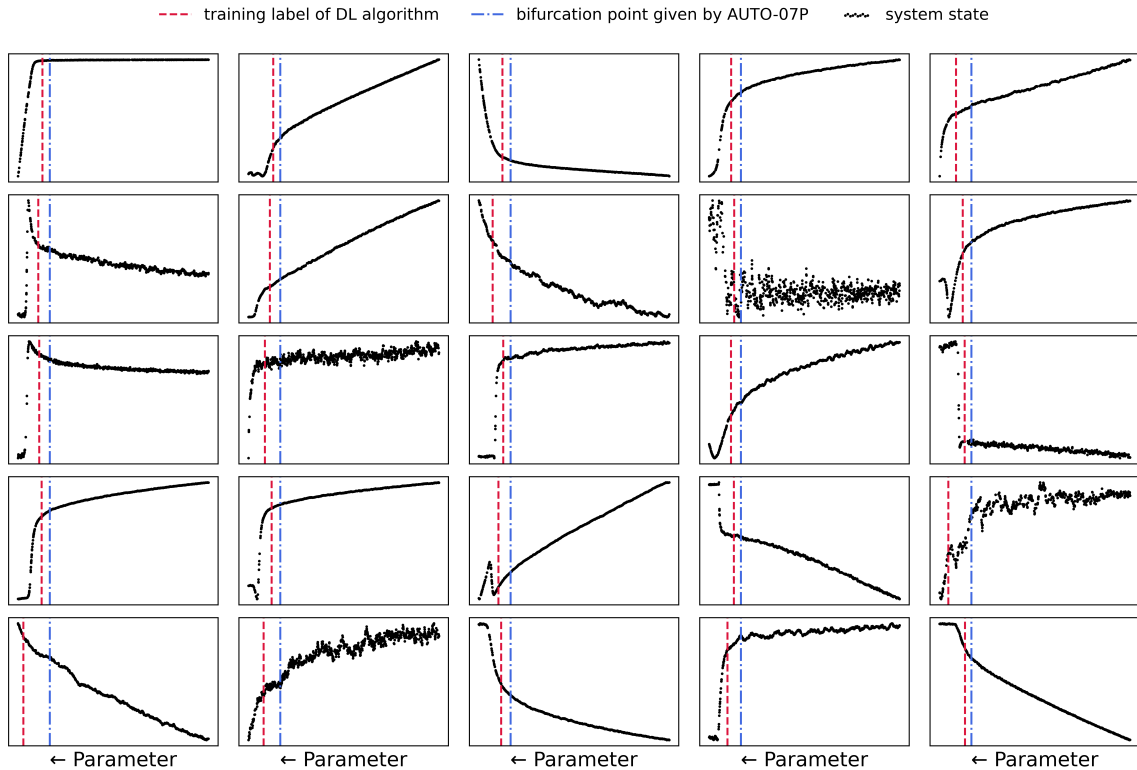 training label of DL algorithm bifurcation point given by AUTO-07P system state
← Parameter ← Parameter ← Parameter ← Parameter ← Parameter